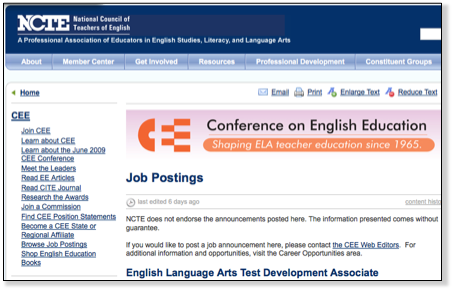 NCTE National Council of
Teachers of English
A Professional Association of Educators in English Studies, Literacy, and Language Arts
About Member Center Get Involved Resources Professional Development Constituent Groups
Home
Email Print Enlarge Text Reduce Text
CEE
Join CEE
Learn about CEE
Learn about the June 2009
CEE Conference
Meet the Leaders
Read EE Articles
Read CITE Journal
Research the Awards
Join a Commission
Find CEE Position Statements
Become a CEE State or
Regional Affiliate
Browse Job Postings
Shop English Education
Books
CEE Conference on English Education
Shaping ELA teacher education since 1965.
Job Postings
last edited 6 days ago content histo
NCTE does not endorse the announcements posted here. The information presented comes without
guarantee.
If you would like to post a job announcement here, please contact the CEE Web Editors. For
additional information and opportunities, visit the Career Opportunities area.
English Language Arts Test Development Associate